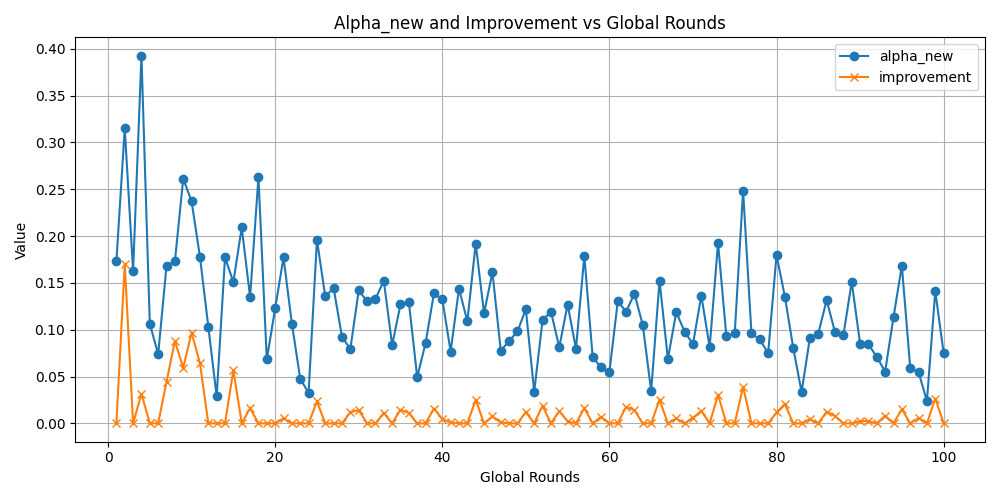 Alpha_new and Improvement vs Global Rounds
alpha_new
improvement
0.40
0.35
0.30
0.25
0.20
0.15
0.10
0.05
0.00
Value
0 20 40 60 80 100
Global Rounds